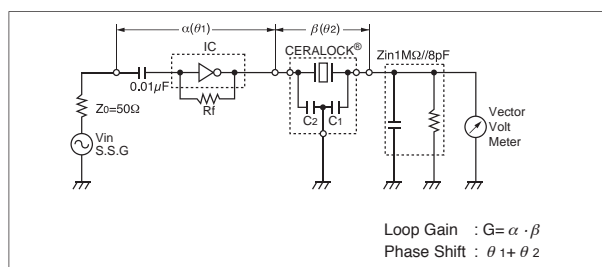 α(θ1)
β(θ2)
IC
CERALOCK®
Zin1MΩ//8pF
0.01μF
Rf
Z0=50Ω
C2
C1
Vector
Volt
Meter
Vin
S.S.G
Loop Gain : G= α · β
Phase Shift : θ 1+ θ 2